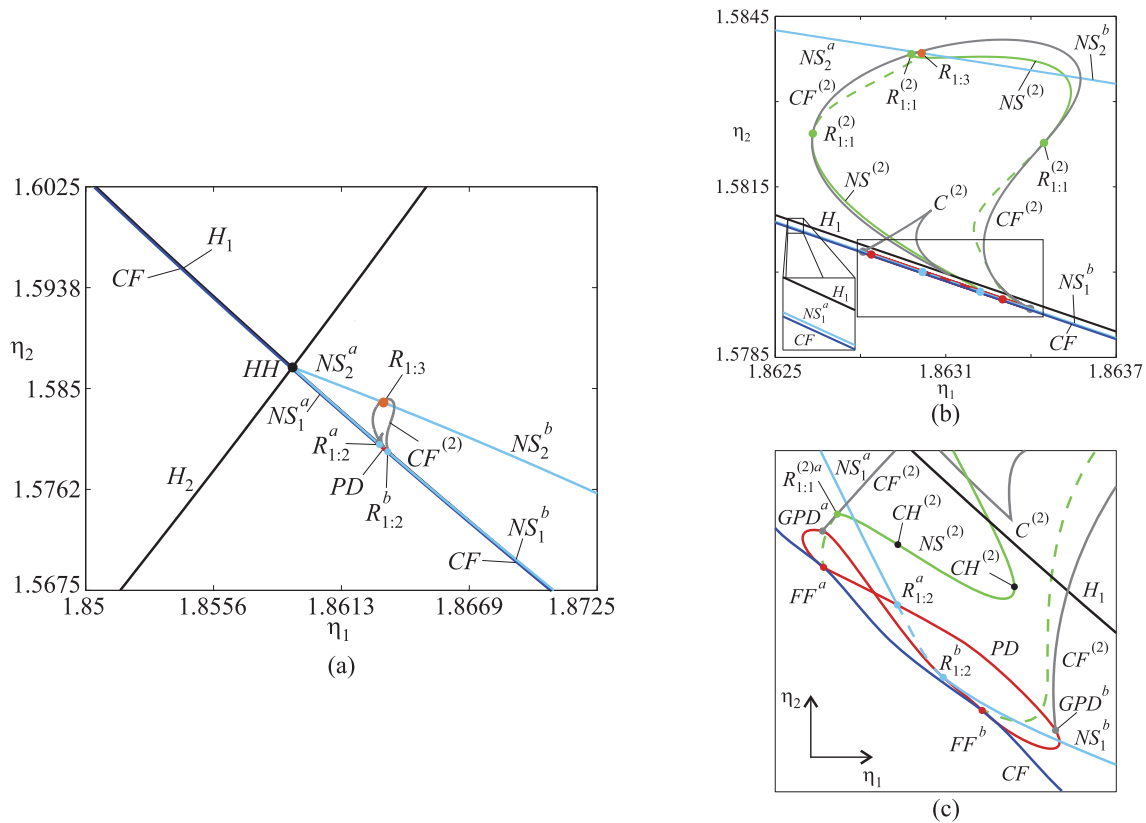 1.6025
H₁
CF
1.5938
η₂
HH
NS₂ᵃ
R₁:₃
1.585
NS₁ᵃ
R₁:₂ᵃ
CF⁽²⁾
NS₂ᵇ
PD
H₂
R₁:₂ᵇ
1.5762
NS₁ᵇ
CF
1.5675
1.85
1.8556
1.8613
1.8669
1.8725
η₁
(a)
1.5845
NS₂ᵃ
NS₂ᵇ
R₁:₃
CF⁽²⁾
R₁:₁⁽²⁾
NS⁽²⁾
η₂
R₁:₁⁽²⁾
R₁:₁⁽²⁾
1.5815
NS⁽²⁾
C⁽²⁾
H₁
CF⁽²⁾
NS₁ᵇ
H₁
NS₁ᵃ
CF
CF
1.5785
1.8625
1.8631
1.8637
η₁
(b)
R₁:₁⁽²⁾ᵃ
NS₁ᵃ
CF⁽²⁾
GPDᵃ
CH⁽²⁾
NS⁽²⁾
C⁽²⁾
CH⁽²⁾
H₁
FFᵃ
R₁:₂ᵃ
PD
CF⁽²⁾
R₁:₂ᵇ
GPDᵇ
NS₁ᵇ
FFᵇ
CF
η₂
η₁
(c)